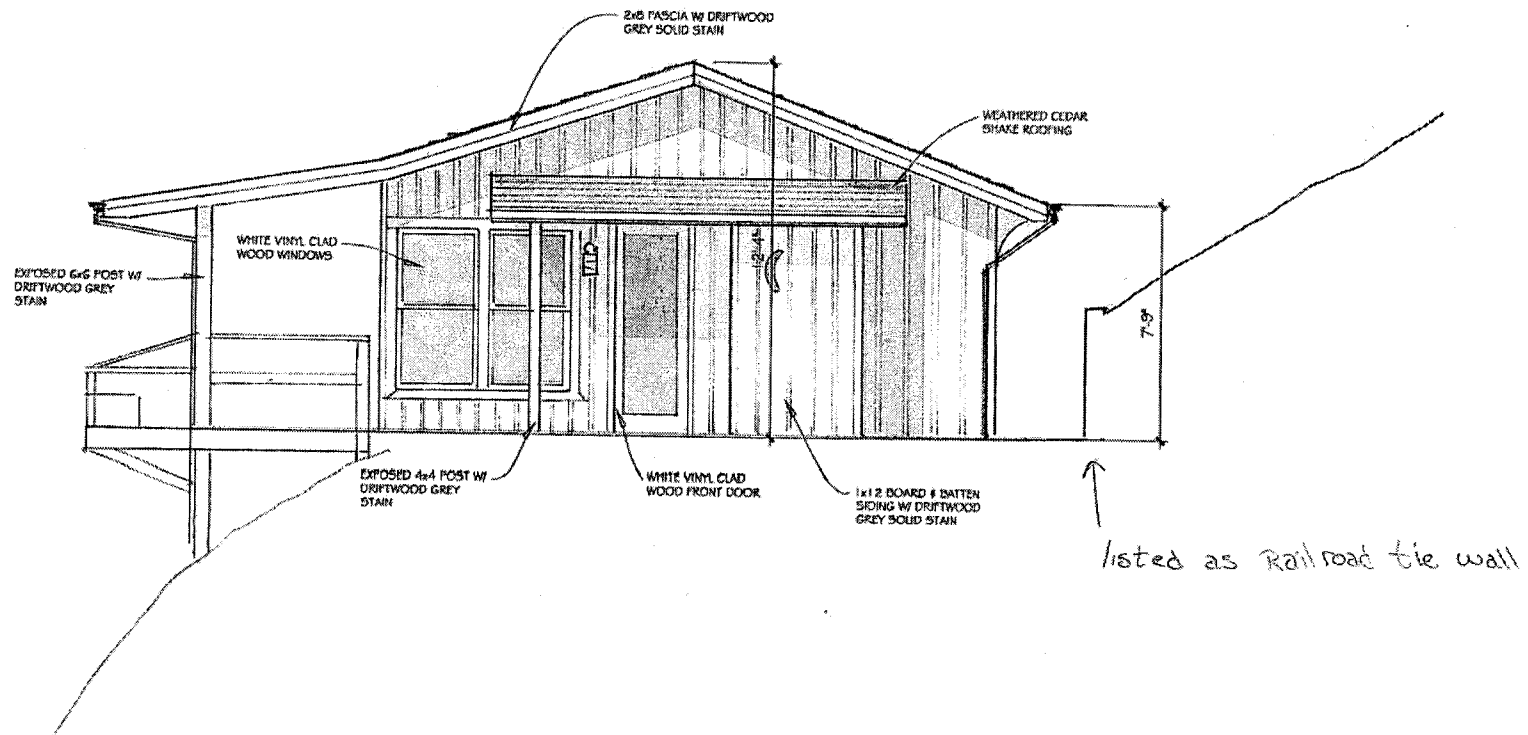 2x8 FASCIA W/ DRIFTWOOD
GREY SOLID STAIN
WEATHERED CEDAR
SHAKE ROOFING
WHITE VINYL CLAD
WOOD WINDOWS
EXPOSED 6x6 POST W/
DRIFTWOOD GREY
STAIN
12'-4"
7'-9"
EXPOSED 4x4 POST W/
DRIFTWOOD GREY
STAIN
WHITE VINYL CLAD
WOOD FRONT DOOR
1x12 BOARD & BATTEN
SIDING W/ DRIFTWOOD
GREY SOLID STAIN
listed as Railroad tie wall